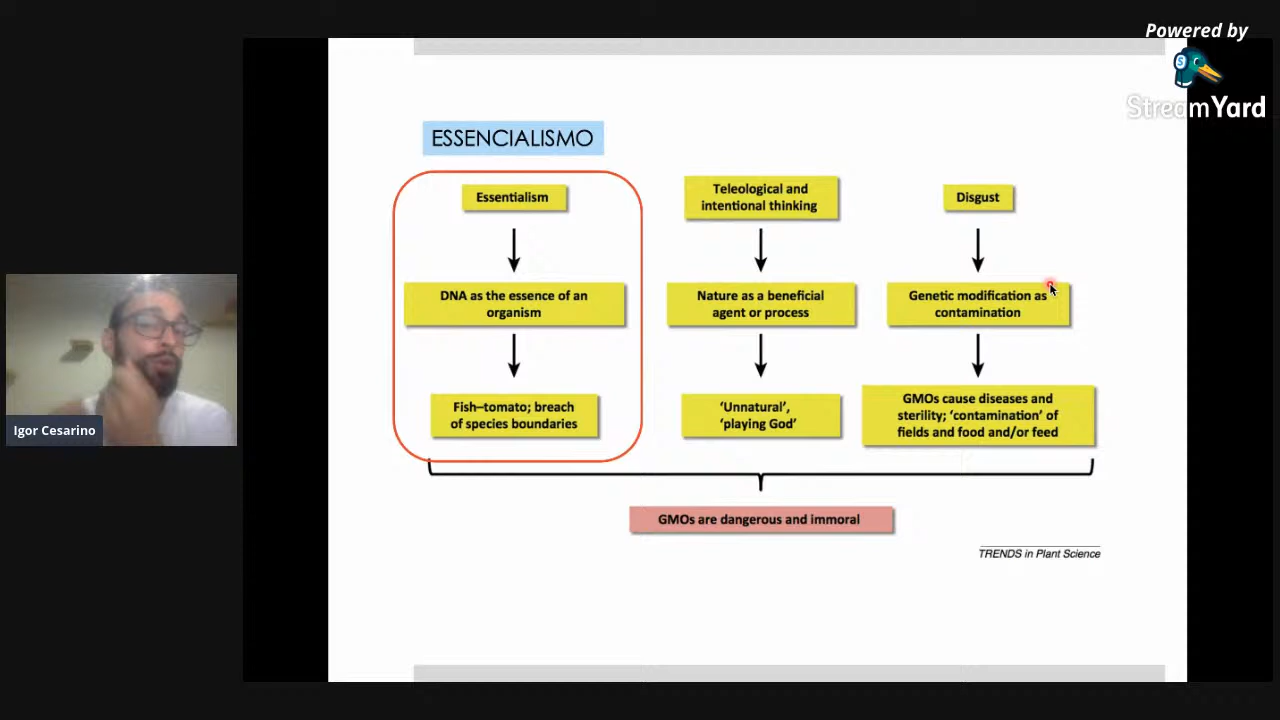 Powered by
StreamYard
ESSENCIALISMO
Essentialism
DNA as the essence of an
organism
Fish–tomato; breach
of species boundaries
Teleological and
intentional thinking
Nature as a beneficial
agent or process
‘Unnatural’,
‘playing God’
Disgust
Genetic modification as
contamination
GMOs cause diseases and
sterility; ‘contamination’ of
fields and food and/or feed
GMOs are dangerous and immoral
TRENDS in Plant Science
Igor Cesarino